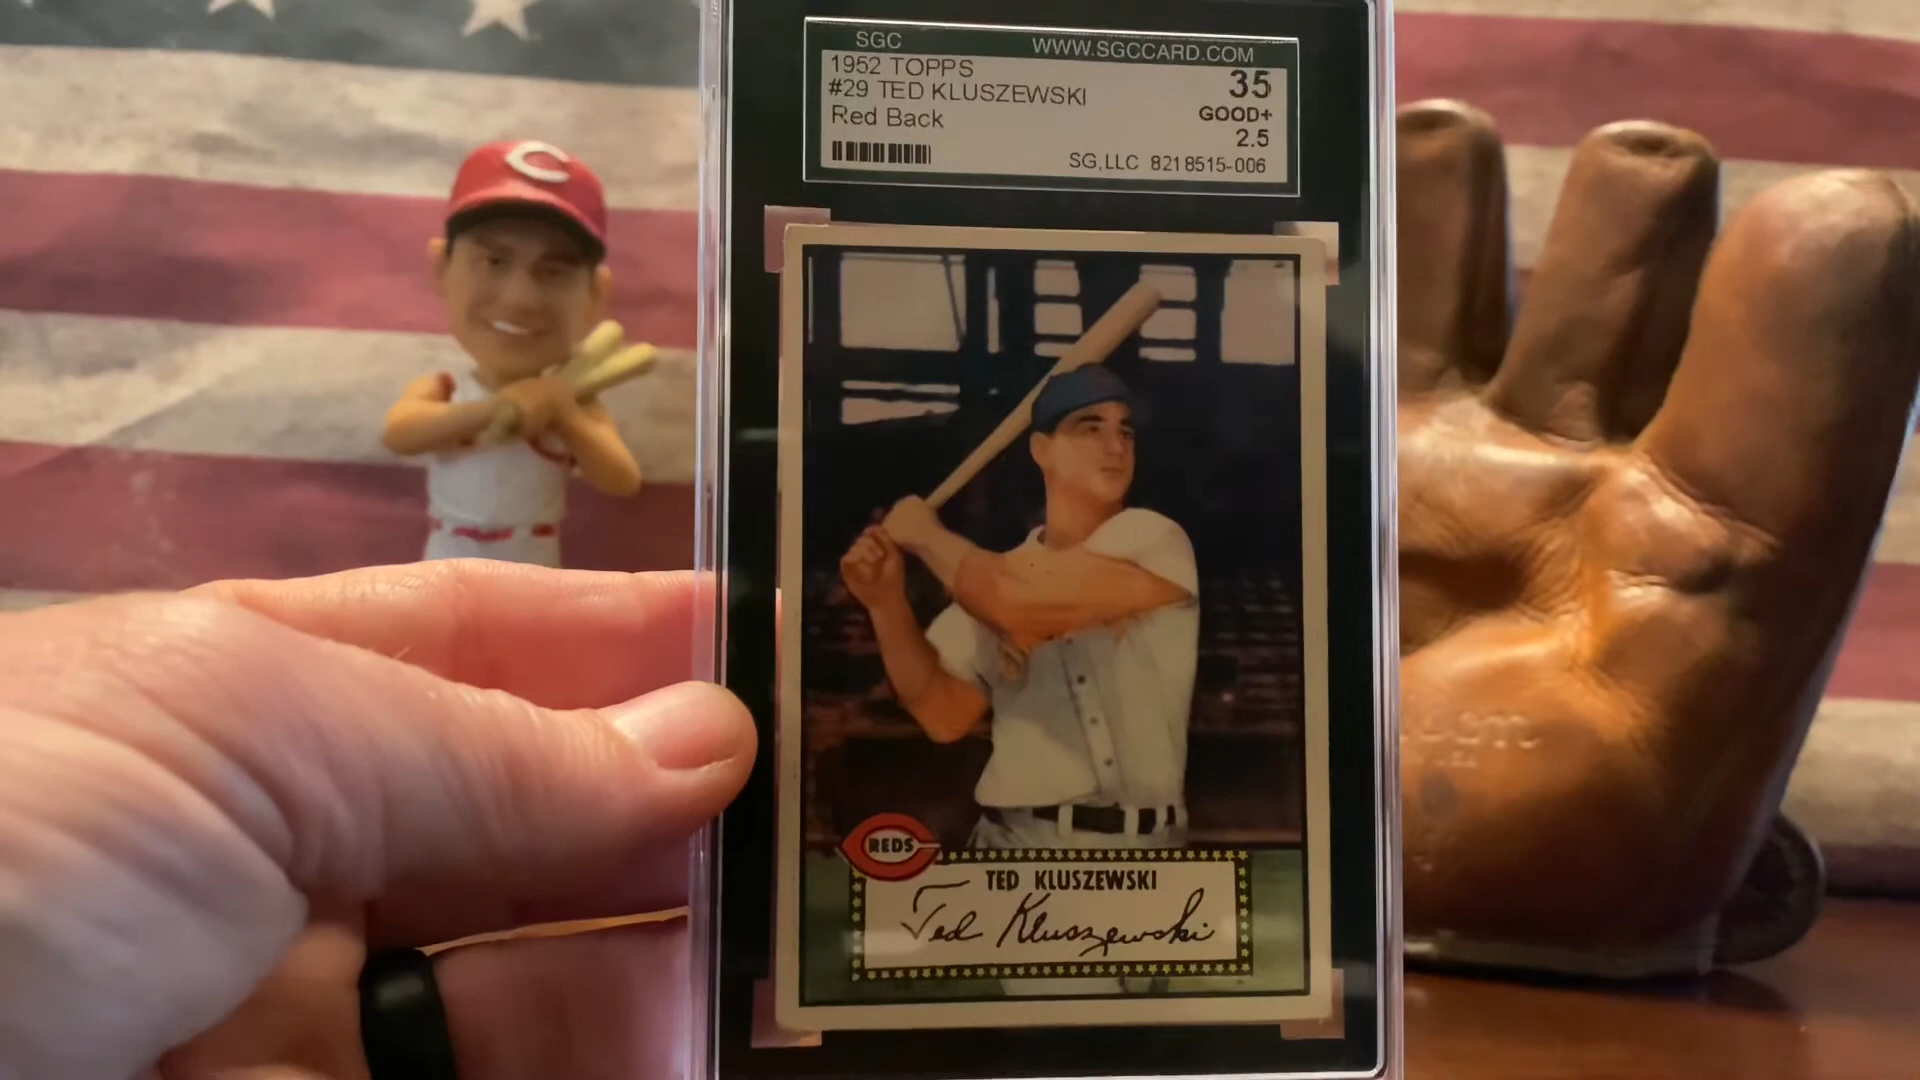 SGC WWW.SGCCARD.COM
1952 TOPPS
#29 TED KLUSZEWSKI
Red Back
35
GOOD+
2.5
SG,LLC 8218515-006
C
REDS
TED KLUSZEWSKI
Ted Kluszewski